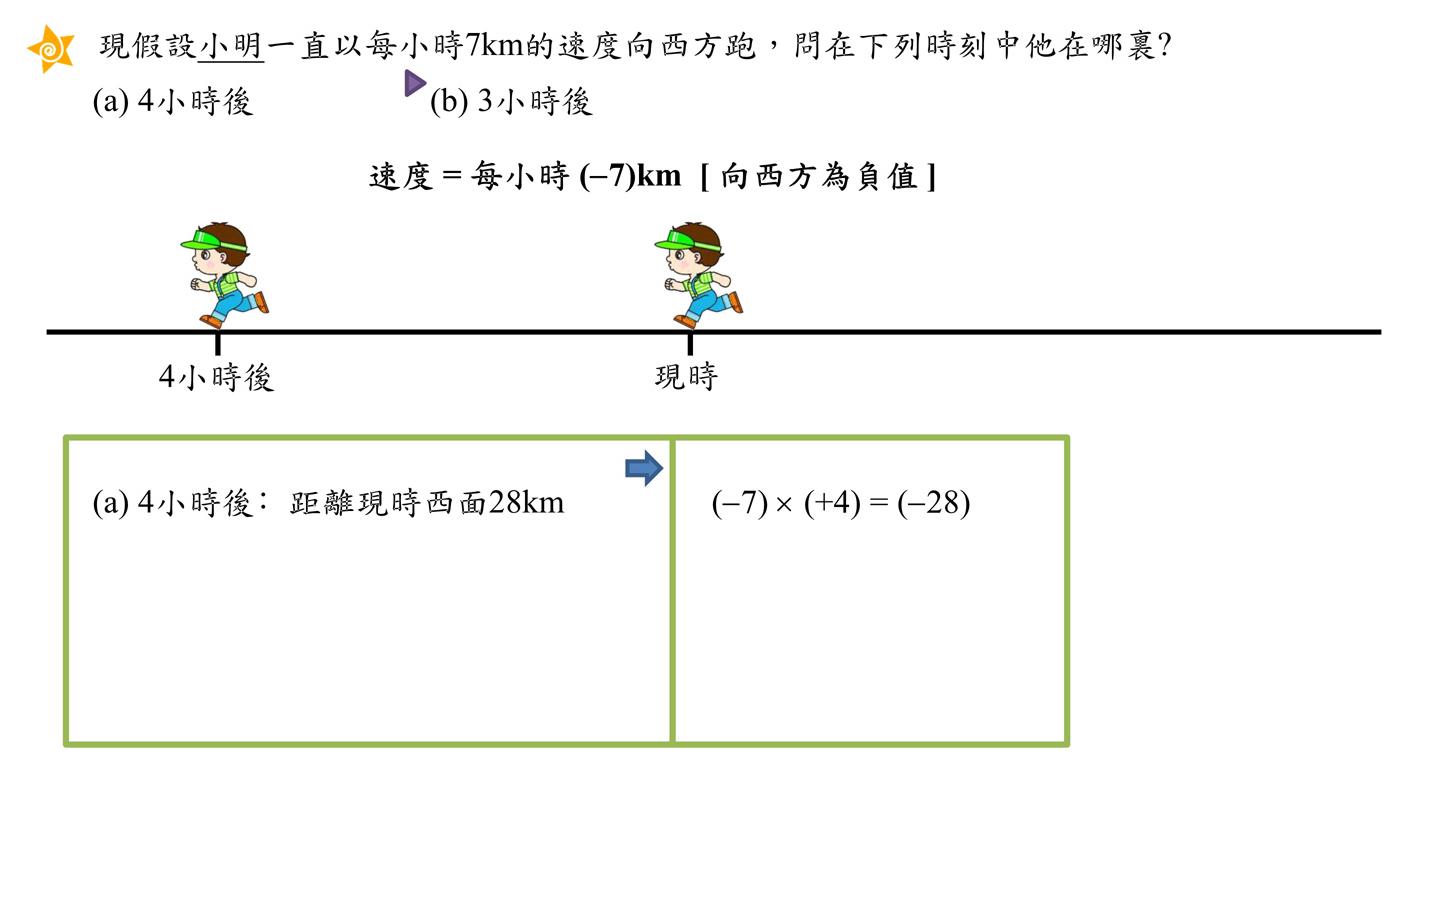 現假設小明一直以每小時7km的速度向西方跑，問在下列時刻中他在哪裏?
(a) 4小時後 (b) 3小時後
速度 = 每小時 (−7)km [ 向西方為負值 ]
4小時後 現時
(a) 4小時後： 距離現時西面28km (−7) × (+4) = (−28)